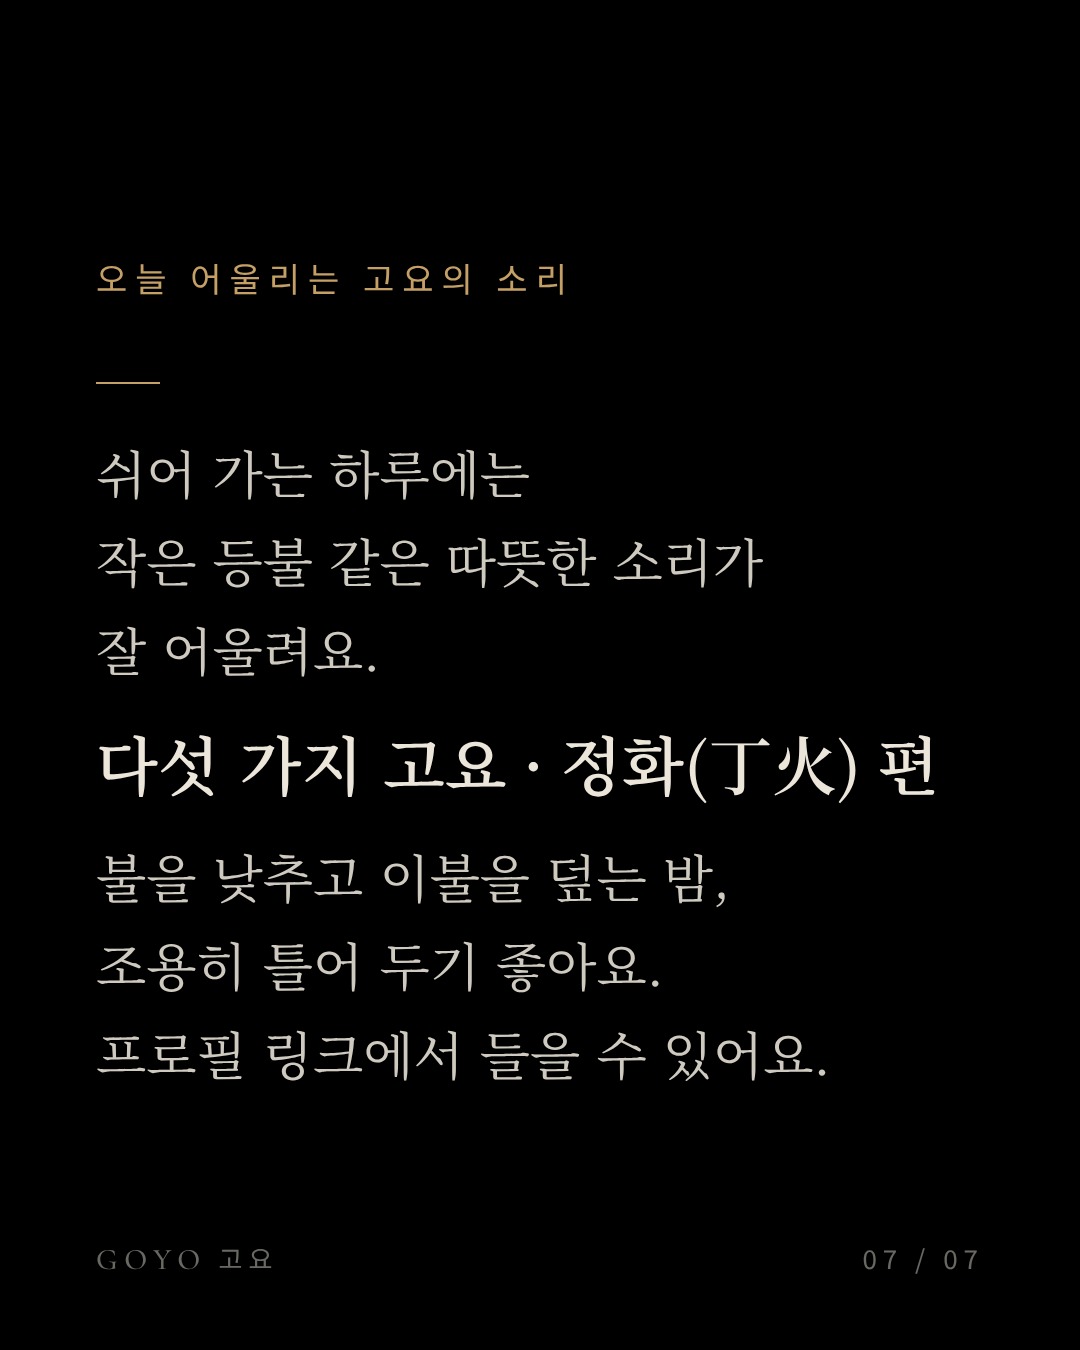 오늘 어울리는 고요의 소리
쉬어 가는 하루에는
작은 등불 같은 따뜻한 소리가
잘 어울려요.
다섯 가지 고요 · 정화(丁火) 편
불을 낮추고 이불을 덮는 밤,
조용히 틀어 두기 좋아요.
프로필 링크에서 들을 수 있어요.
GOYO 고요
07 / 07